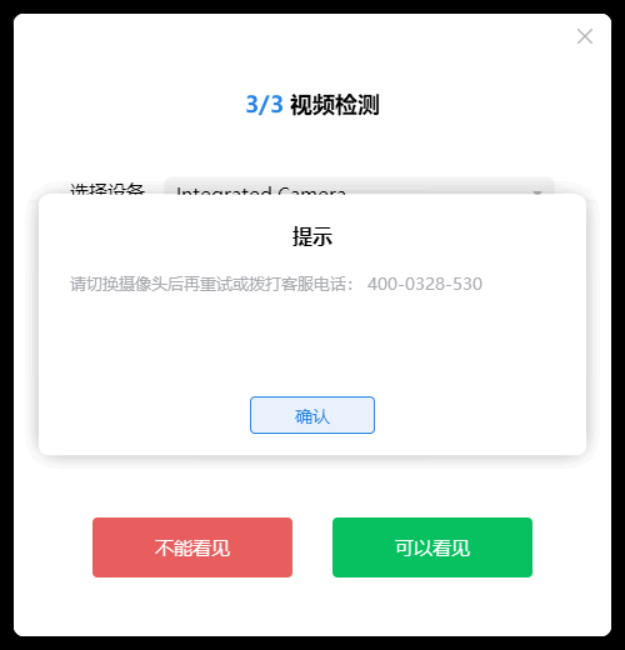 3/3 视频检测
选择设备 Integrated Camera
提示
请切换摄像头后再重试或拨打客服电话： 400-0328-530
确认
不能看见 可以看见